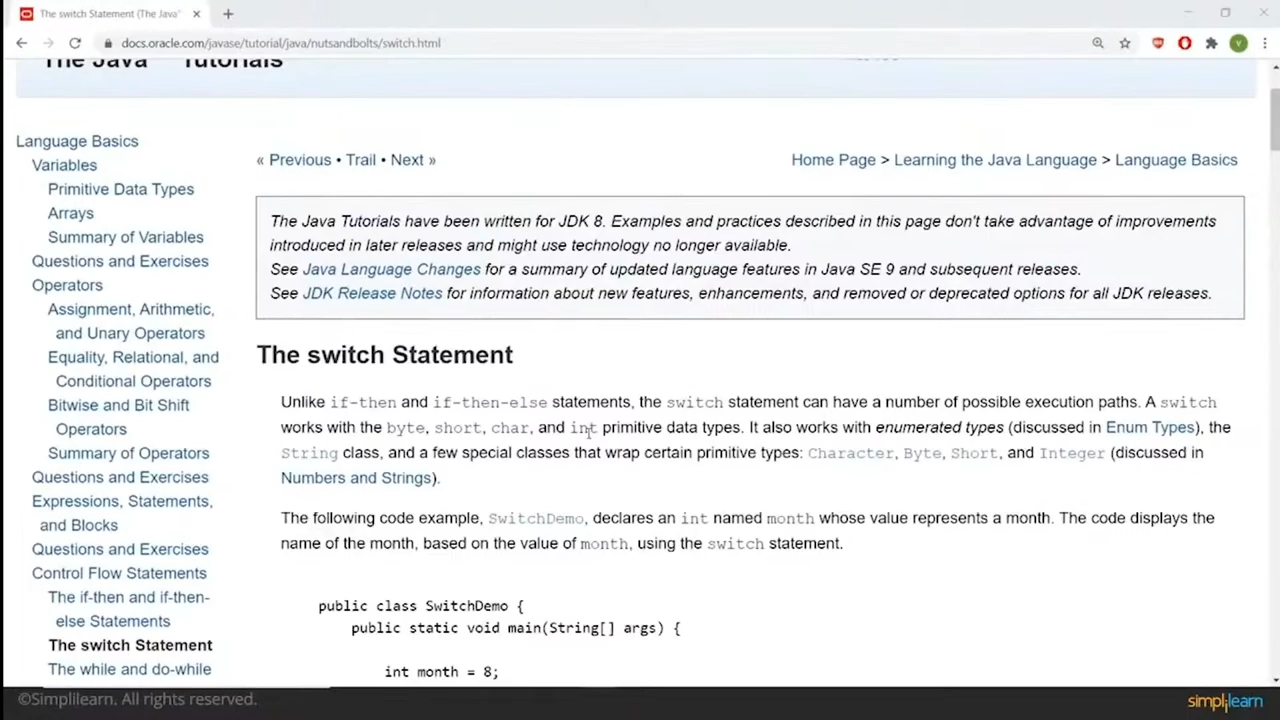 The switch Statement (The Java
docs.oracle.com/javase/tutorial/java/nutsandbolts/switch.html
The Java Tutorials
Language Basics
Variables
Primitive Data Types
Arrays
Summary of Variables
Questions and Exercises
Operators
Assignment, Arithmetic,
and Unary Operators
Equality, Relational, and
Conditional Operators
Bitwise and Bit Shift
Operators
Summary of Operators
Questions and Exercises
Expressions, Statements,
and Blocks
Questions and Exercises
Control Flow Statements
The if-then and if-then-
else Statements
The switch Statement
The while and do-while
« Previous • Trail • Next »
Home Page > Learning the Java Language > Language Basics
The Java Tutorials have been written for JDK 8. Examples and practices described in this page don't take advantage of improvements
introduced in later releases and might use technology no longer available.
See Java Language Changes for a summary of updated language features in Java SE 9 and subsequent releases.
See JDK Release Notes for information about new features, enhancements, and removed or deprecated options for all JDK releases.
The switch Statement
Unlike if-then and if-then-else statements, the switch statement can have a number of possible execution paths. A switch
works with the byte, short, char, and int primitive data types. It also works with enumerated types (discussed in Enum Types), the
String class, and a few special classes that wrap certain primitive types: Character, Byte, Short, and Integer (discussed in
Numbers and Strings).
The following code example, SwitchDemo, declares an int named month whose value represents a month. The code displays the
name of the month, based on the value of month, using the switch statement.
public class SwitchDemo {
public static void main(String[] args) {
int month = 8;
©Simplilearn. All rights reserved.
simplilearn